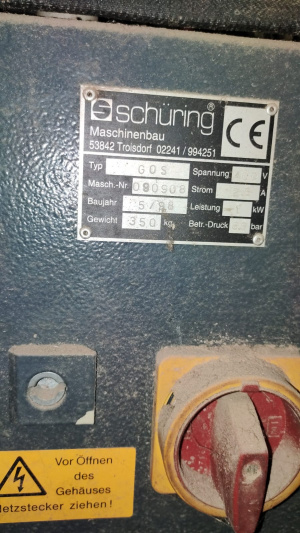 schüring®
Maschinenbau
53842 Troisdorf 02241 / 994251
CE
Typ GOS Spannung V
Masch.-Nr. 090908 Strom A
Baujahr Leistung kW
Gewicht 350 kg Betr.-Druck bar
Vor Öffnen
des
Gehäuses
Netzstecker ziehen!